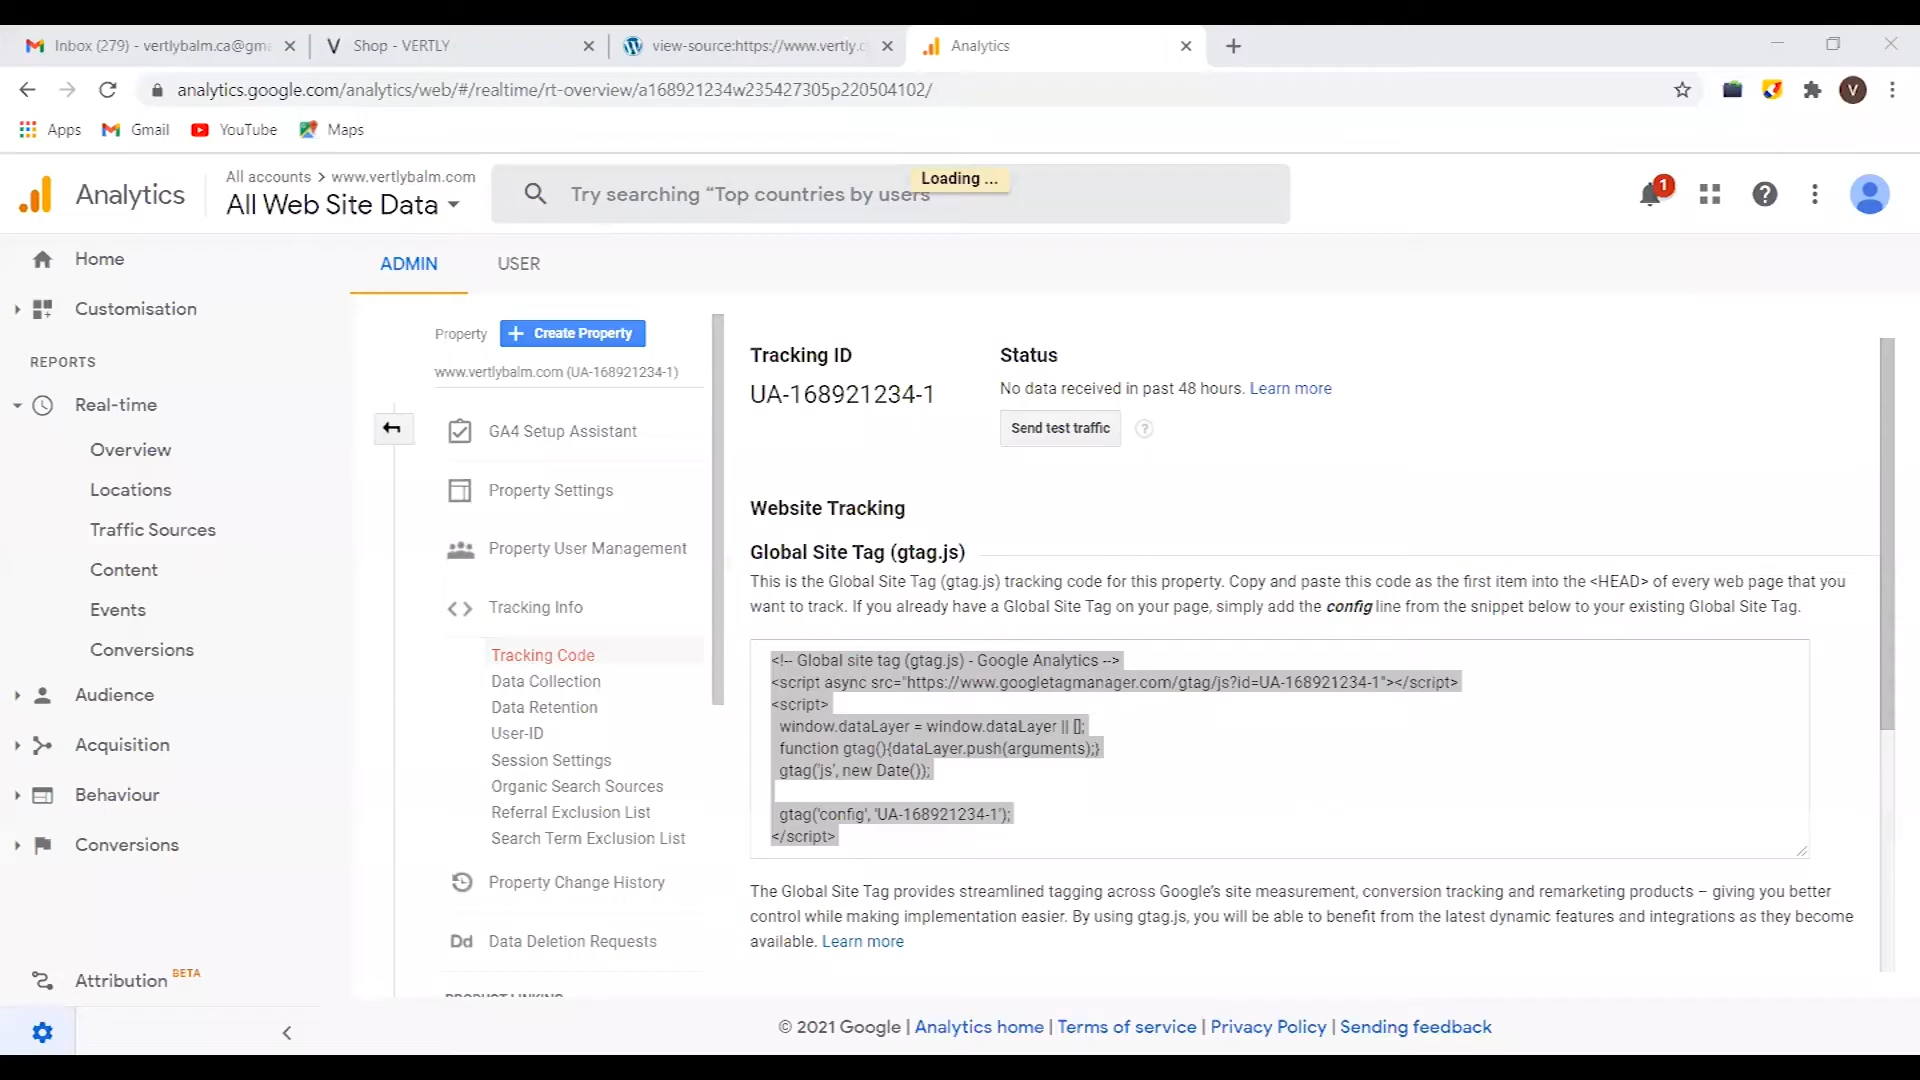 Inbox (279) - vertlybalm.ca@gma
Shop - VERTLY
view-source:https://www.vertly.c
Analytics
analytics.google.com/analytics/web/#/realtime/rt-overview/a168921234w235427305p220504102/
V
Apps
Gmail
YouTube
Maps
Analytics
All accounts > www.vertlybalm.com
All Web Site Data
Try searching “Top countries by users”
Loading ...
1
Home
Customisation
REPORTS
Real-time
Overview
Locations
Traffic Sources
Content
Events
Conversions
Audience
Acquisition
Behaviour
Conversions
Attribution BETA
ADMIN
USER
Property
Create Property
www.vertlybalm.com (UA-168921234-1)
GA4 Setup Assistant
Property Settings
Property User Management
Tracking Info
Tracking Code
Data Collection
Data Retention
User-ID
Session Settings
Organic Search Sources
Referral Exclusion List
Search Term Exclusion List
Property Change History
Dd Data Deletion Requests
PRODUCT LINKING
Tracking ID
UA-168921234-1
Status
No data received in past 48 hours. Learn more
Send test traffic
?
Website Tracking
Global Site Tag (gtag.js)
This is the Global Site Tag (gtag.js) tracking code for this property. Copy and paste this code as the first item into the <HEAD> of every web page that you
want to track. If you already have a Global Site Tag on your page, simply add the config line from the snippet below to your existing Global Site Tag.
<!-- Global site tag (gtag.js) - Google Analytics -->
<script async src="https://www.googletagmanager.com/gtag/js?id=UA-168921234-1"></script>
<script>
window.dataLayer = window.dataLayer || [];
function gtag(){dataLayer.push(arguments);}
gtag('js', new Date());
gtag('config', 'UA-168921234-1');
</script>
The Global Site Tag provides streamlined tagging across Google's site measurement, conversion tracking and remarketing products – giving you better
control while making implementation easier. By using gtag.js, you will be able to benefit from the latest dynamic features and integrations as they become
available. Learn more
© 2021 Google | Analytics home | Terms of service | Privacy Policy | Sending feedback